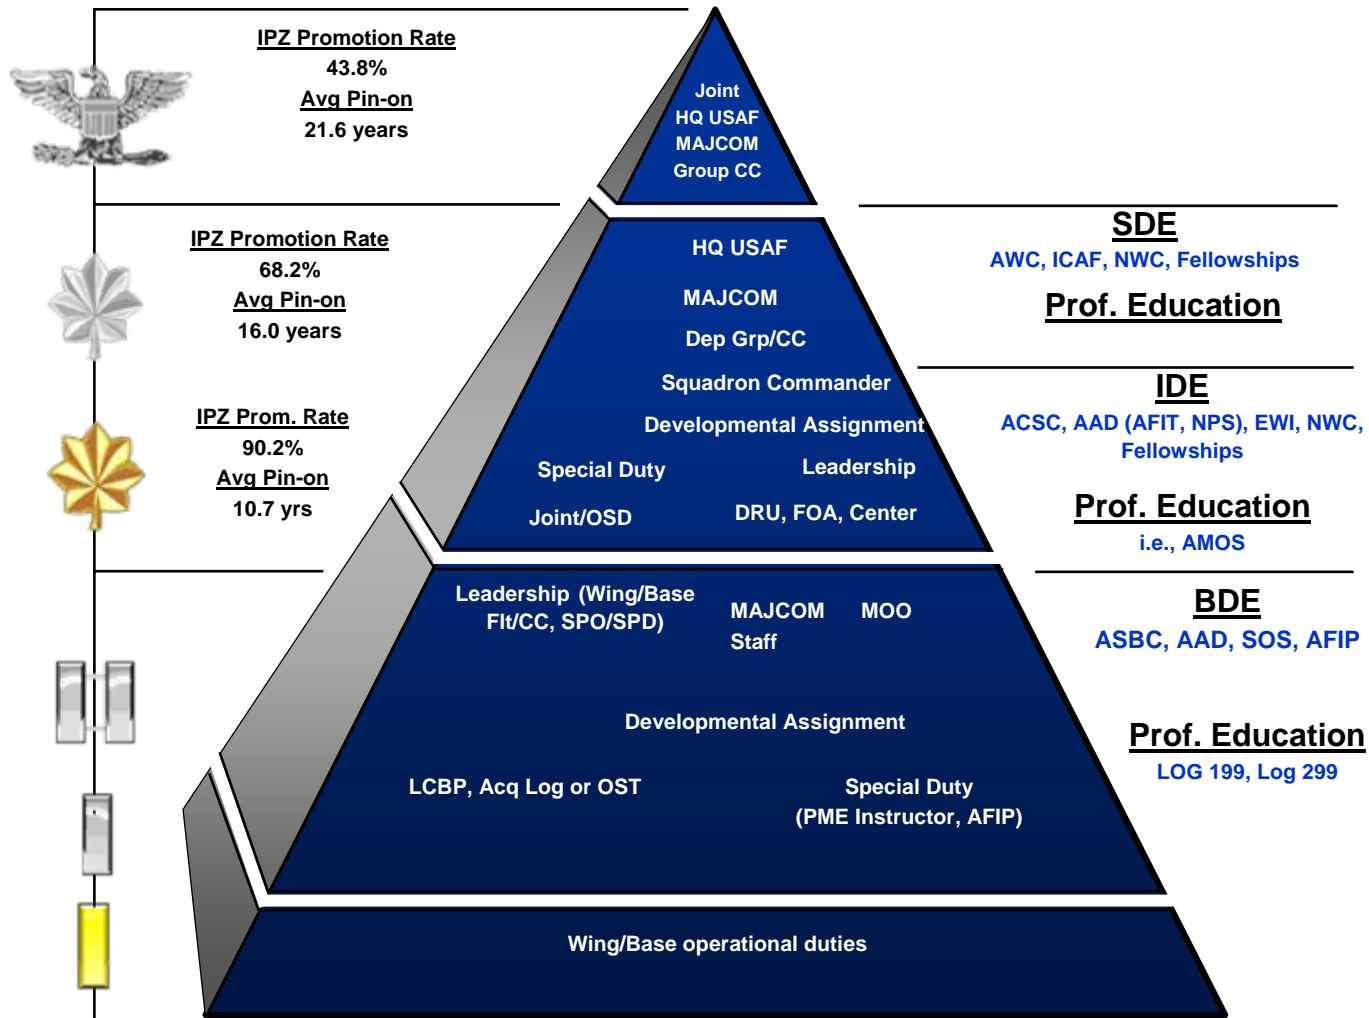 IPZ Promotion Rate
43.8%
Avg Pin-on
21.6 years
Joint
HQ USAF
MAJCOM
Group CC
IPZ Promotion Rate
68.2%
Avg Pin-on
16.0 years
IPZ Prom. Rate
90.2%
Avg Pin-on
10.7 yrs
HQ USAF
MAJCOM
Dep Grp/CC
Squadron Commander
Developmental Assignment
Special Duty
Leadership
Joint/OSD
DRU, FOA, Center
SDE
AWC, ICAF, NWC, Fellowships
Prof. Education
IDE
ACSC, AAD (AFIT, NPS), EWI, NWC,
Fellowships
Prof. Education
i.e., AMOS
Leadership (Wing/Base
Flt/CC, SPO/SPD)
MAJCOM
Staff
MOO
Developmental Assignment
LCBP, Acq Log or OST
Special Duty
(PME Instructor, AFIP)
BDE
ASBC, AAD, SOS, AFIP
Prof. Education
LOG 199, Log 299
Wing/Base operational duties